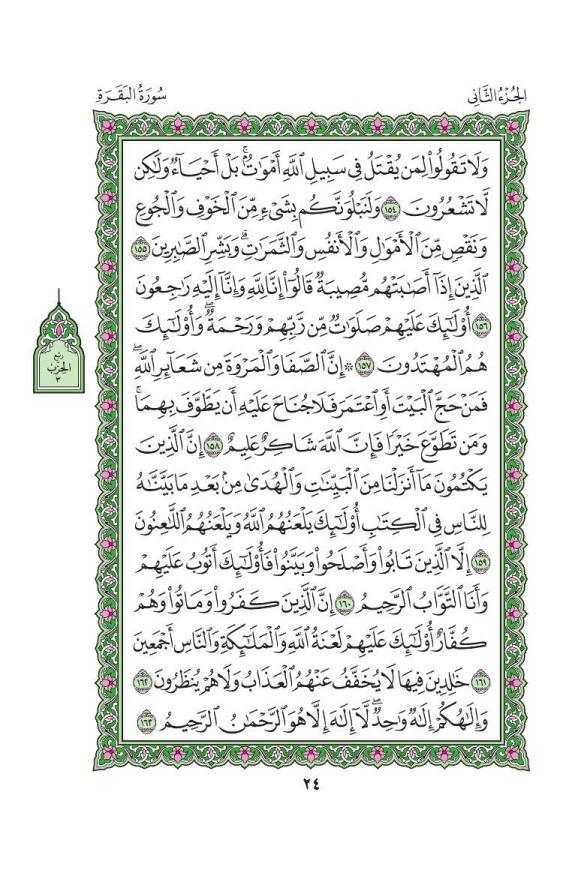 الجُزْءُ الثَّانِي
سُورَةُ البَقَرَةِ
وَلَا تَقُولُوا۟ لِمَن يُقْتَلُ فِى سَبِيلِ ٱللَّهِ أَمْوَٰتٌۢ ۚ بَلْ أَحْيَآءٌ وَلَٰكِن
لَّا تَشْعُرُونَ ١٥٤ وَلَنَبْلُوَنَّكُم بِشَىْءٍ مِّنَ ٱلْخَوْفِ وَٱلْجُوعِ
وَنَقْصٍ مِّنَ ٱلْأَمْوَٰلِ وَٱلْأَنفُسِ وَٱلثَّمَرَٰتِ ۗ وَبَشِّرِ ٱلصَّٰبِرِينَ ١٥٥
ٱلَّذِينَ إِذَآ أَصَٰبَتْهُم مُّصِيبَةٌ قَالُوٓا۟ إِنَّا لِلَّهِ وَإِنَّآ إِلَيْهِ رَٰجِعُونَ
١٥٦ أُو۟لَٰٓئِكَ عَلَيْهِمْ صَلَوَٰتٌ مِّن رَّبِّهِمْ وَرَحْمَةٌ ۖ وَأُو۟لَٰٓئِكَ
هُمُ ٱلْمُهْتَدُونَ ١٥٧ ۞ إِنَّ ٱلصَّفَا وَٱلْمَرْوَةَ مِن شَعَآئِرِ ٱللَّهِ ۖ
فَمَنْ حَجَّ ٱلْبَيْتَ أَوِ ٱعْتَمَرَ فَلَا جُنَاحَ عَلَيْهِ أَن يَطَّوَّفَ بِهِمَا ۚ
وَمَن تَطَوَّعَ خَيْرًا فَإِنَّ ٱللَّهَ شَاكِرٌ عَلِيمٌ ١٥٨ إِنَّ ٱلَّذِينَ
يَكْتُمُونَ مَآ أَنزَلْنَا مِنَ ٱلْبَيِّنَٰتِ وَٱلْهُدَىٰ مِنۢ بَعْدِ مَا بَيَّنَّٰهُ
لِلنَّاسِ فِى ٱلْكِتَٰبِ أُو۟لَٰٓئِكَ يَلْعَنُهُمُ ٱللَّهُ وَيَلْعَنُهُمُ ٱللَّٰعِنُونَ
١٥٩ إِلَّا ٱلَّذِينَ تَابُوا۟ وَأَصْلَحُوا۟ وَبَيَّنُوا۟ فَأُو۟لَٰٓئِكَ أَتُوبُ عَلَيْهِمْ
وَأَنَا ٱلتَّوَّابُ ٱلرَّحِيمُ ١٦٠ إِنَّ ٱلَّذِينَ كَفَرُوا۟ وَمَاتُوا۟ وَهُمْ
كُفَّارٌ أُو۟لَٰٓئِكَ عَلَيْهِمْ لَعْنَةُ ٱللَّهِ وَٱلْمَلَٰٓئِكَةِ وَٱلنَّاسِ أَجْمَعِينَ
١٦١ خَٰلِدِينَ فِيهَا لَا يُخَفَّفُ عَنْهُمُ ٱلْعَذَابُ وَلَا هُمْ يُنظَرُونَ ١٦٢
وَإِلَٰهُكُمْ إِلَٰهٌ وَٰحِدٌ ۖ لَّآ إِلَٰهَ إِلَّا هُوَ ٱلرَّحْمَٰنُ ٱلرَّحِيمُ ١٦٣
رُبع
الحِزْب
٣
٢٤